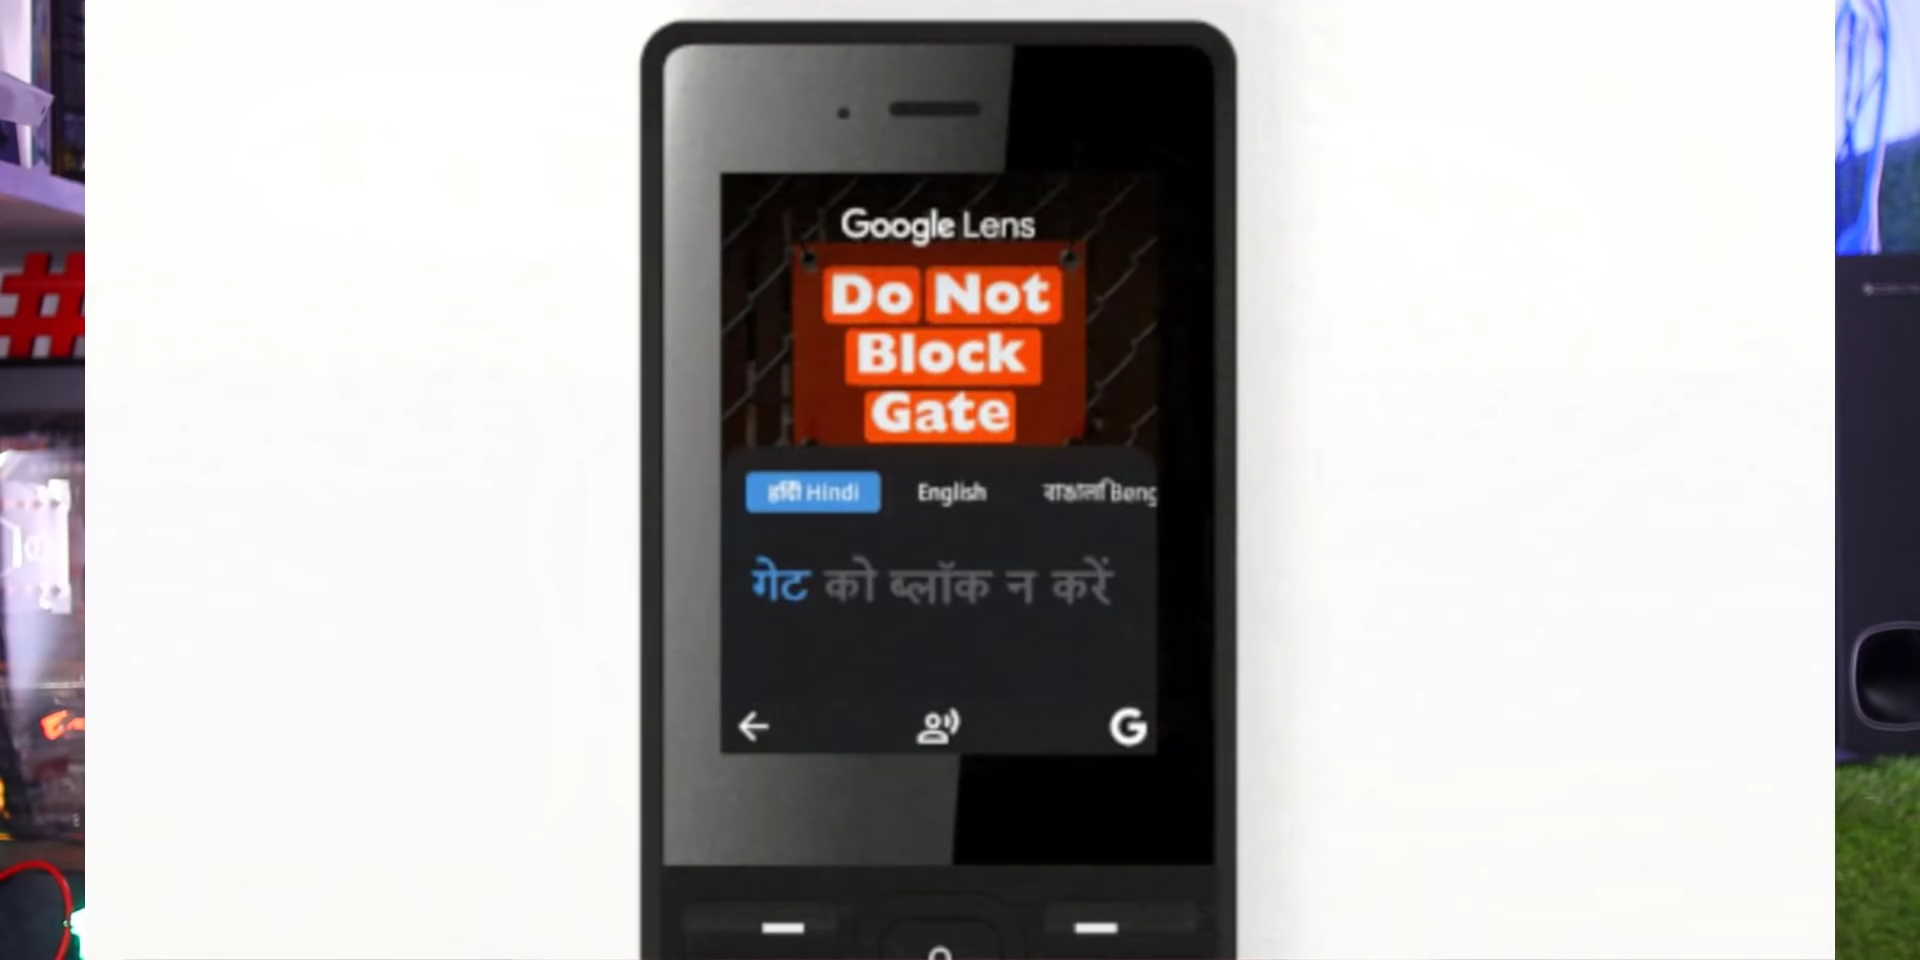 Google Lens
Do Not
Block
Gate
हिंदी Hindi English বাঙালি Beng
गेट को ब्लॉक न करें
G